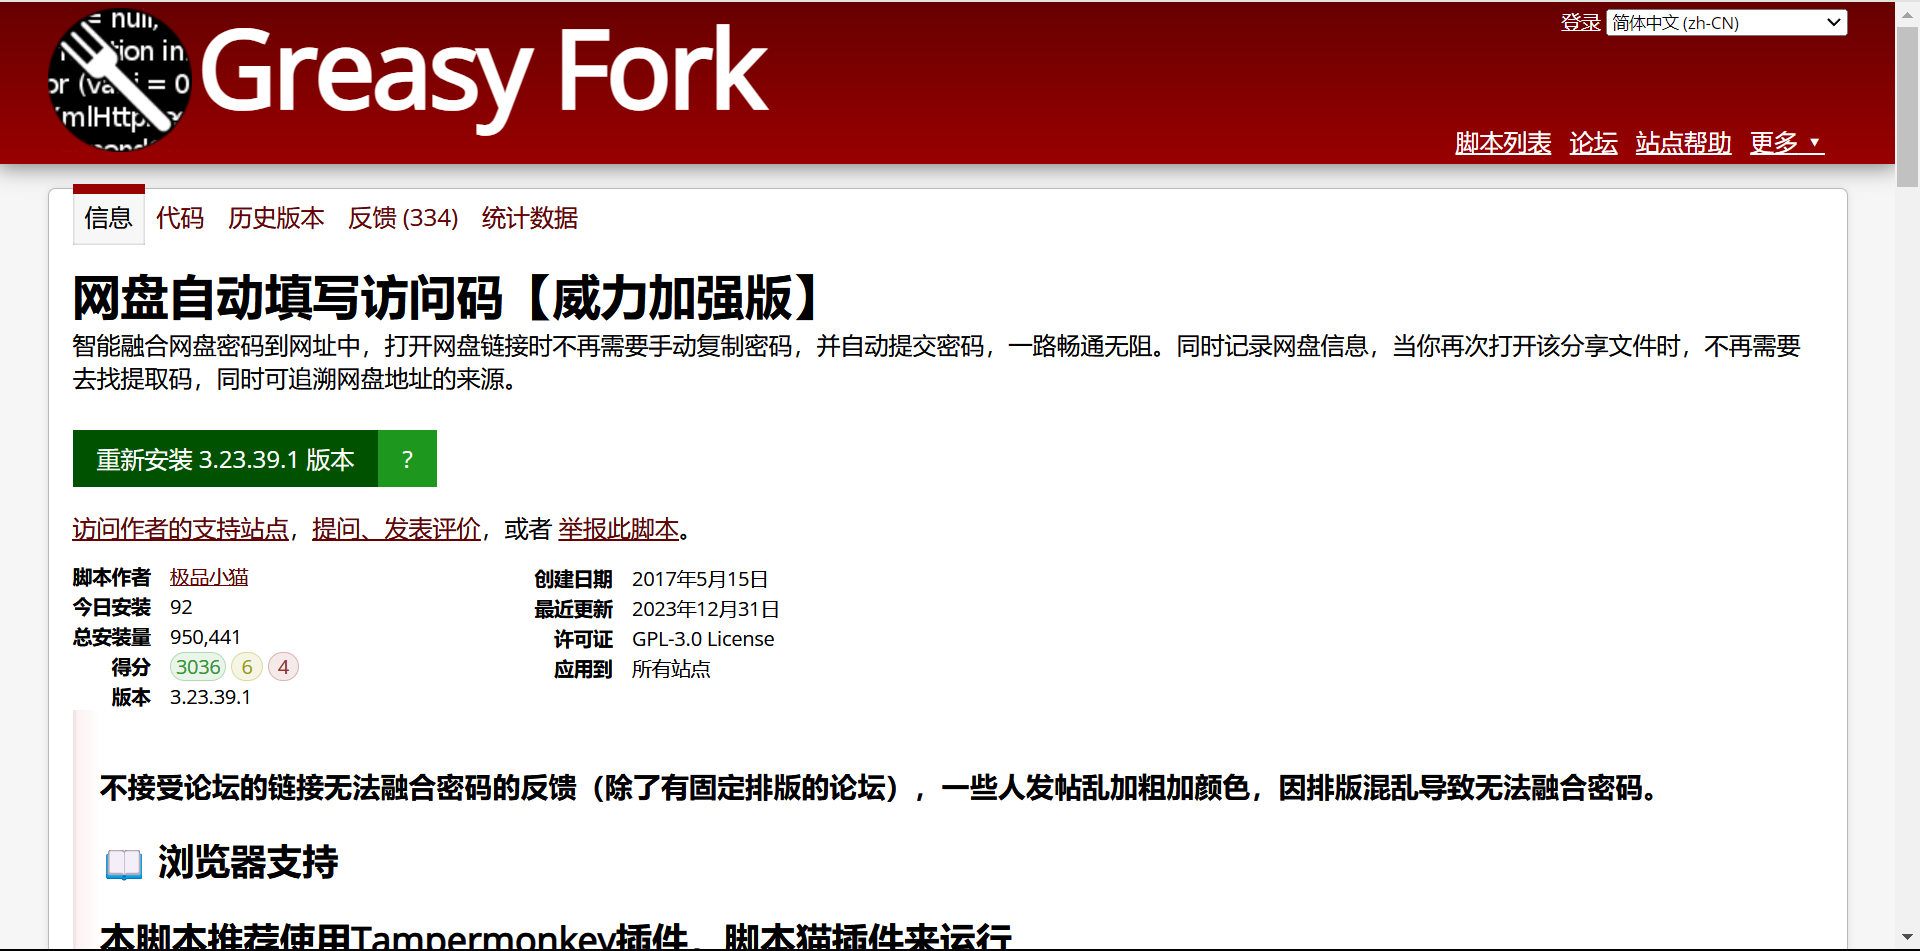 = null,
tion in
or (va = 0
XmlHttp
Greasy Fork
登录 简体中文 (zh-CN)
脚本列表 论坛 站点帮助 更多 ▼
信息 代码 历史版本 反馈 (334) 统计数据
网盘自动填写访问码【威力加强版】
智能融合网盘密码到网址中，打开网盘链接时不再需要手动复制密码，并自动提交密码，一路畅通无阻。同时记录网盘信息，当你再次打开该分享文件时，不再需要
去找提取码，同时可追溯网盘地址的来源。
重新安装 3.23.39.1 版本 ?
访问作者的支持站点，提问、发表评价，或者 举报此脚本。
脚本作者 极品小猫
今日安装 92
总安装量 950,441
得分 3036 6 4
版本 3.23.39.1
创建日期 2017年5月15日
最近更新 2023年12月31日
许可证 GPL-3.0 License
应用到 所有站点
不接受论坛的链接无法融合密码的反馈（除了有固定排版的论坛），一些人发帖乱加粗加颜色，因排版混乱导致无法融合密码。
📖 浏览器支持
本脚本推荐使用Tampermonkey插件、脚本猫插件来运行